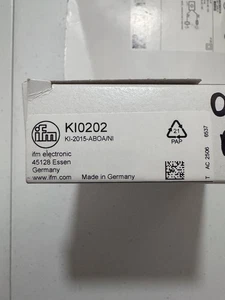 ifm
KI0202
KI-2015-ABOA/NI
ifm electronic
45128 Essen
Germany
www.ifm.com
Made in Germany
21
PAP
T AC 2506 6537